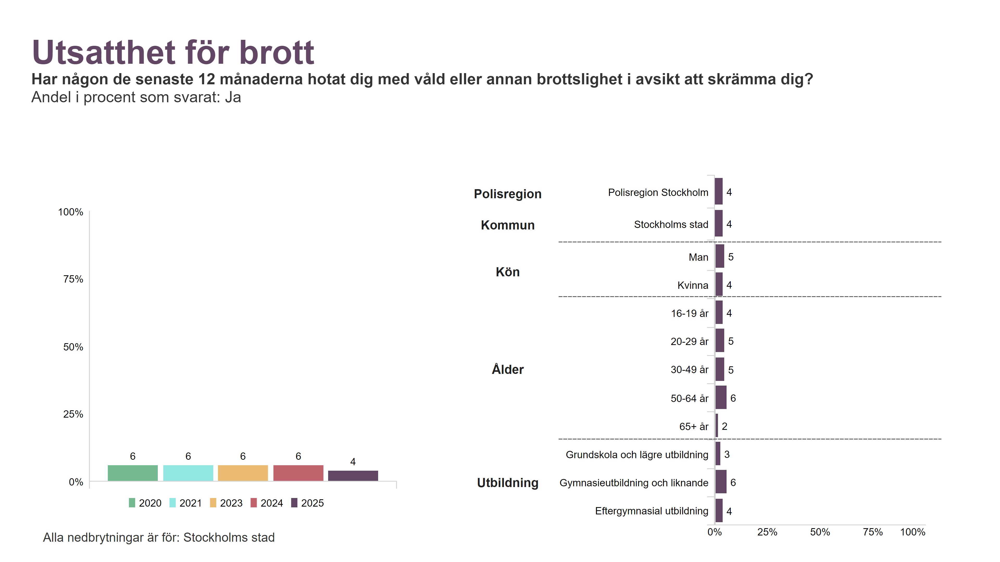 Utsatthet för brott
Har någon de senaste 12 månaderna hotat dig med våld eller annan brottslighet i avsikt att skrämma dig?
Andel i procent som svarat: Ja
100%
75%
50%
25%
0%
6
6
6
6
4
2020
2021
2023
2024
2025
Alla nedbrytningar är för: Stockholms stad
Polisregion
Polisregion Stockholm 4
Kommun
Stockholms stad 4
Kön
Man 5
Kvinna 4
Ålder
16-19 år 4
20-29 år 5
30-49 år 5
50-64 år 6
65+ år 2
Utbildning
Grundskola och lägre utbildning 3
Gymnasieutbildning och liknande 6
Eftergymnasial utbildning 4
0% 25% 50% 75% 100%